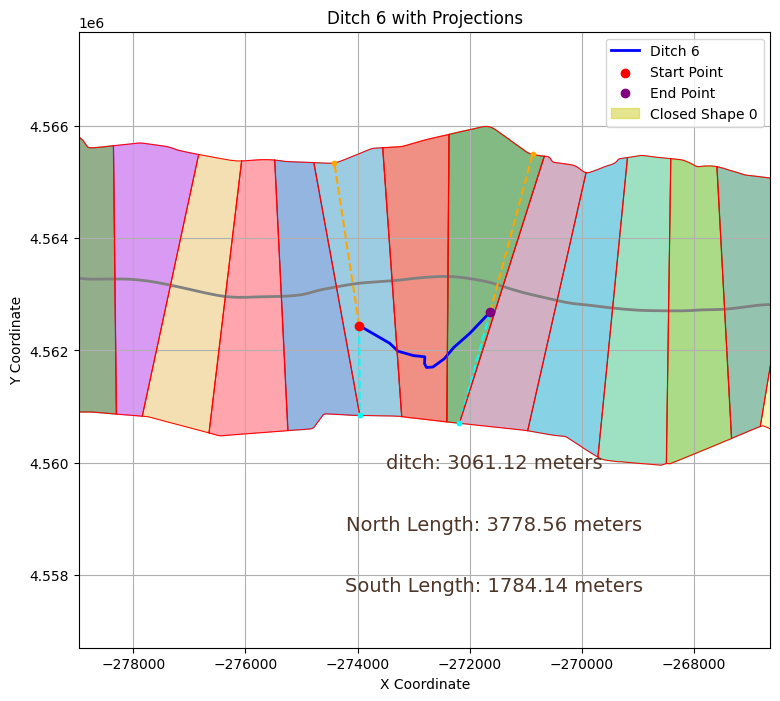 Ditch 6 with Projections
1e6
Ditch 6
Start Point
End Point
Closed Shape 0
4.566
4.564
4.562
4.560
4.558
Y Coordinate
ditch: 3061.12 meters
North Length: 3778.56 meters
South Length: 1784.14 meters
−278000 −276000 −274000 −272000 −270000 −268000
X Coordinate